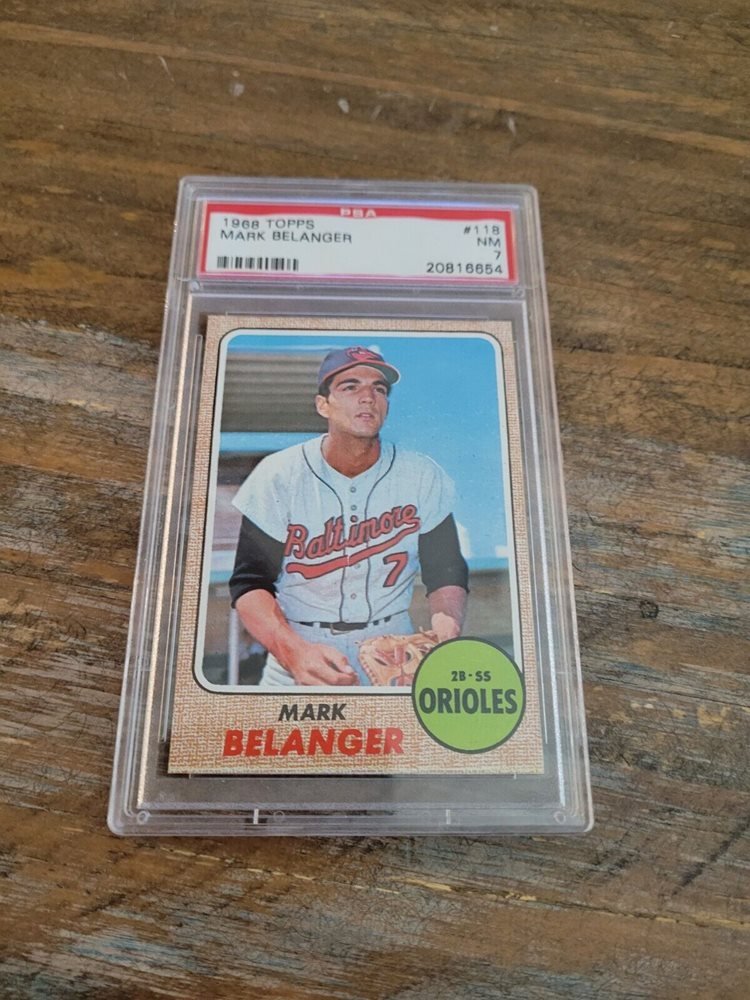 PSA
1968 TOPPS #118
MARK BELANGER NM
7
20816654
Baltimore
7
2B-SS
ORIOLES
MARK
BELANGER